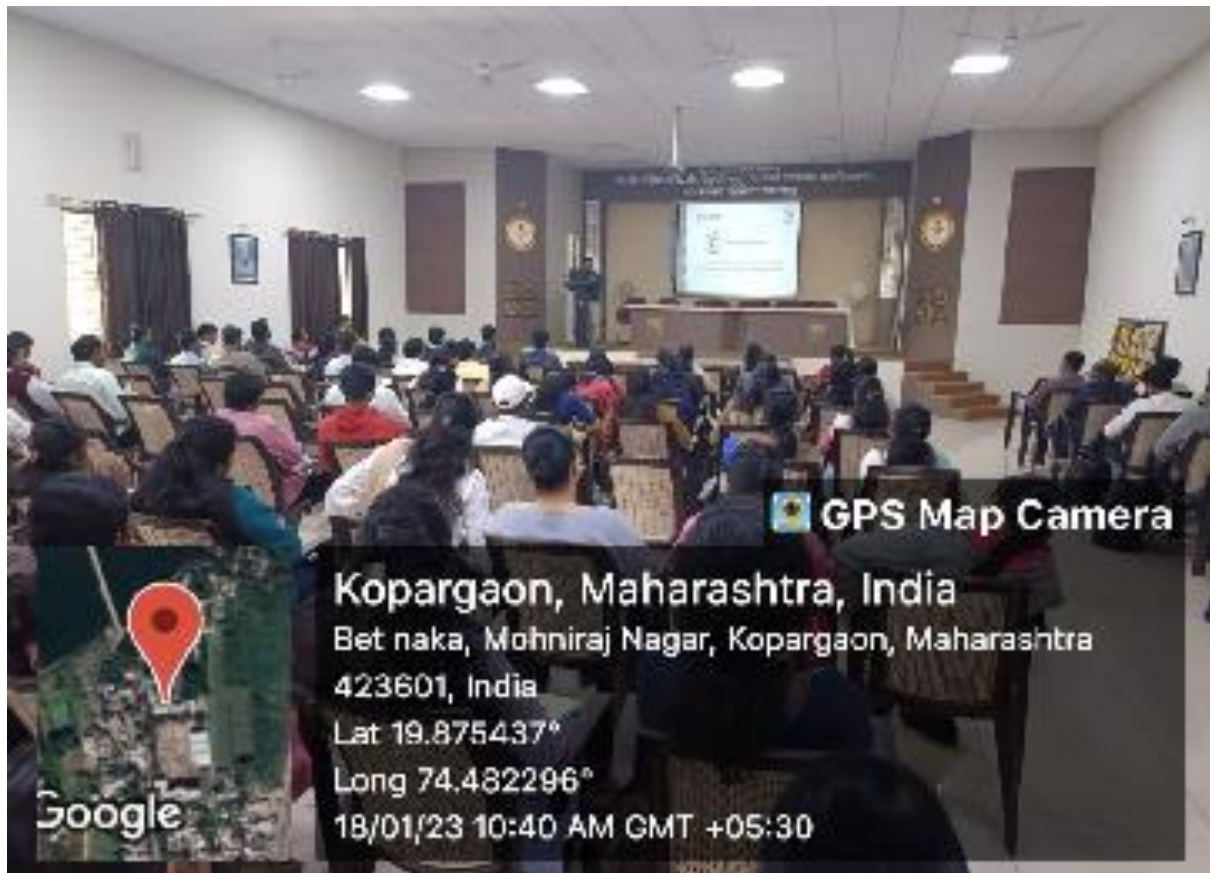 GPS Map Camera
Kopargaon, Maharashtra, India
Bet naka, Mohniraj Nagar, Kopargaon, Maharashtra
423601, India
Lat 19.875437°
Long 74.482296°
18/01/23 10:40 AM GMT +05:30
Google